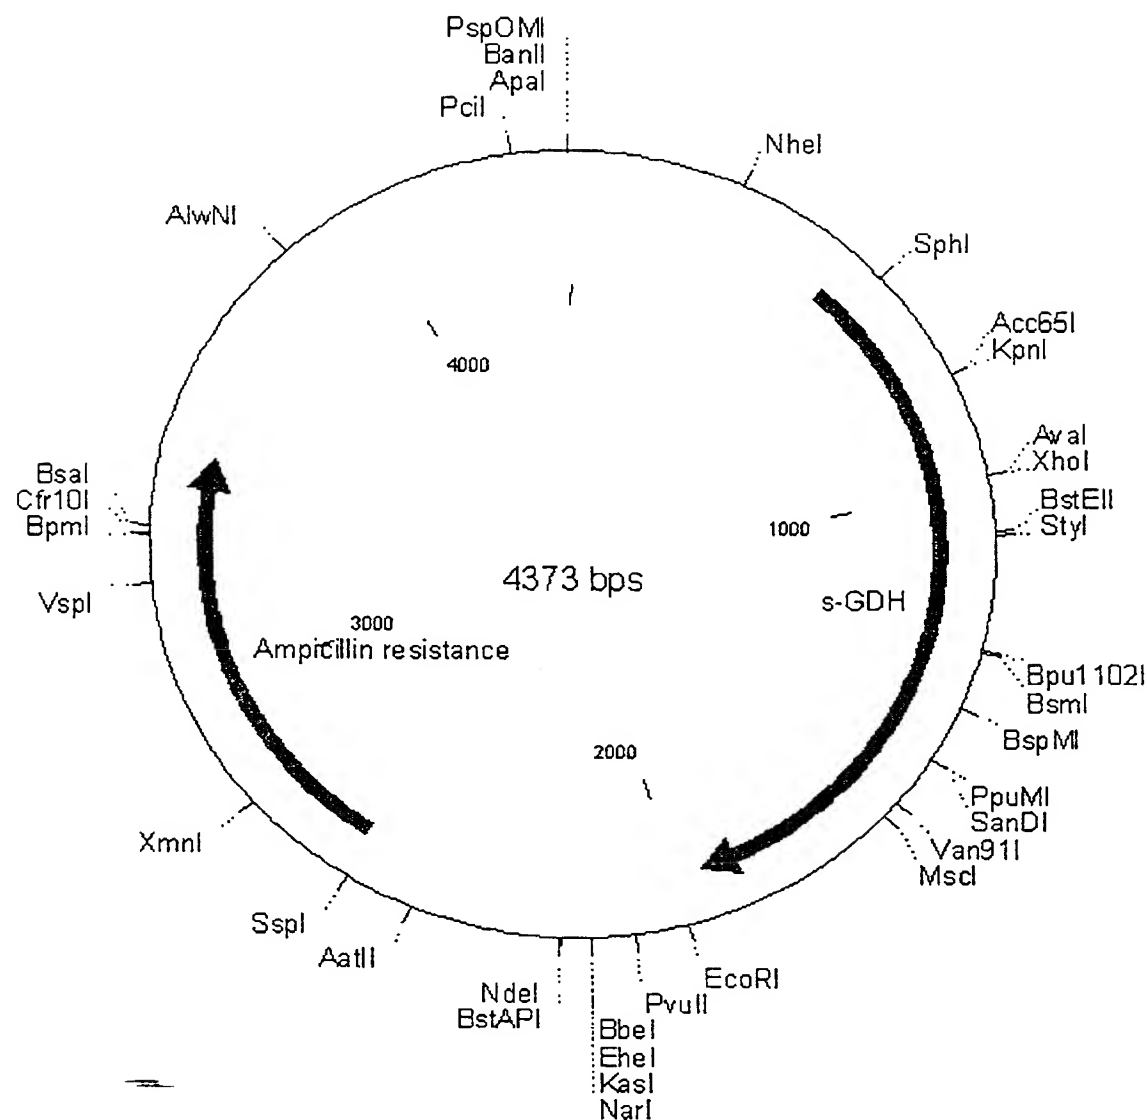 PspOMI
BanII
ApaI
PciI
NheI
AlwNI
SphI
Acc65I
KpnI
4000
AvaI
XhoI
BsaI
Cfr10I
BpmI
BstEII
StyI
1000
4373 bps
VspI
s-GDH
3000
Ampicillin resistance
Bpu1102I
BsmI
BspMI
2000
PpuMI
SanDI
XmnI
Van91I
MscI
SspI
AatII
EcoRI
NdeI
BstAPI
PvuII
BbeI
EheI
KasI
NarI